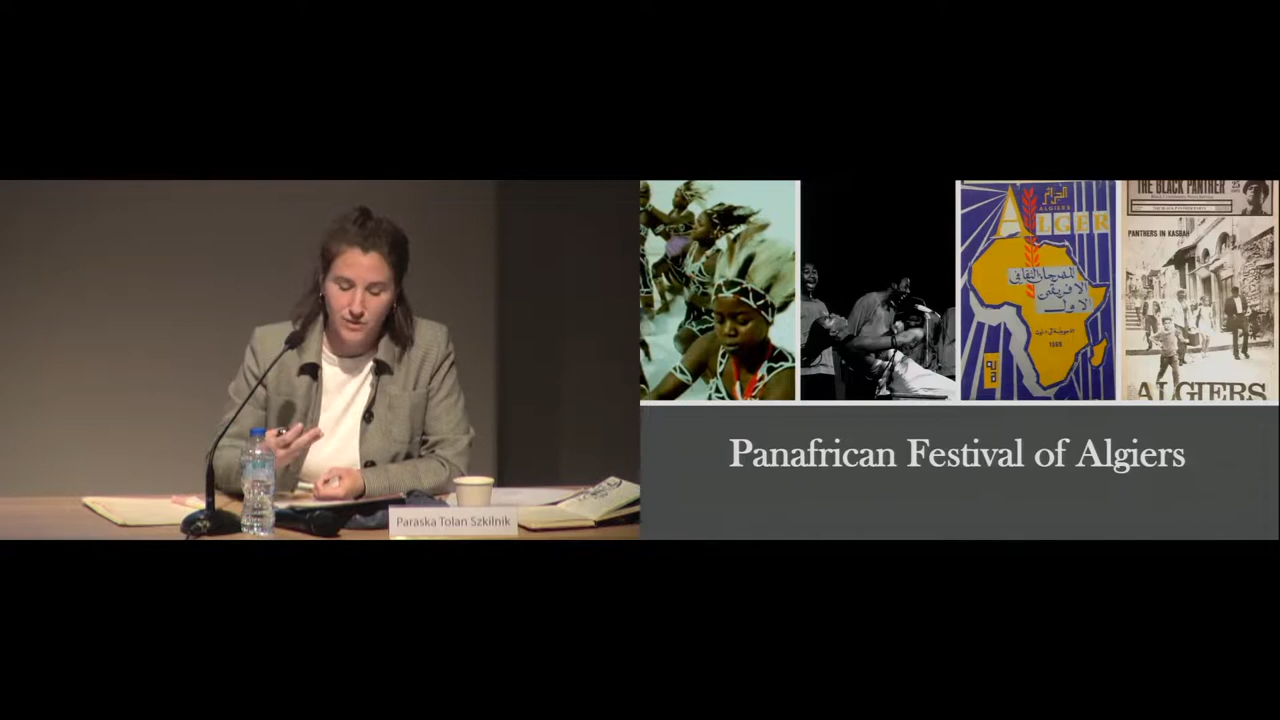 Paraska Tolan Szkilnik
الجزائر
ALGIERS
ALGER
المهرجان الثقافي
الافريقي
الاول
1969
THE BLACK PANTHER
PANTHERS IN KASBAH
ALGIERS
Panafrican Festival of Algiers